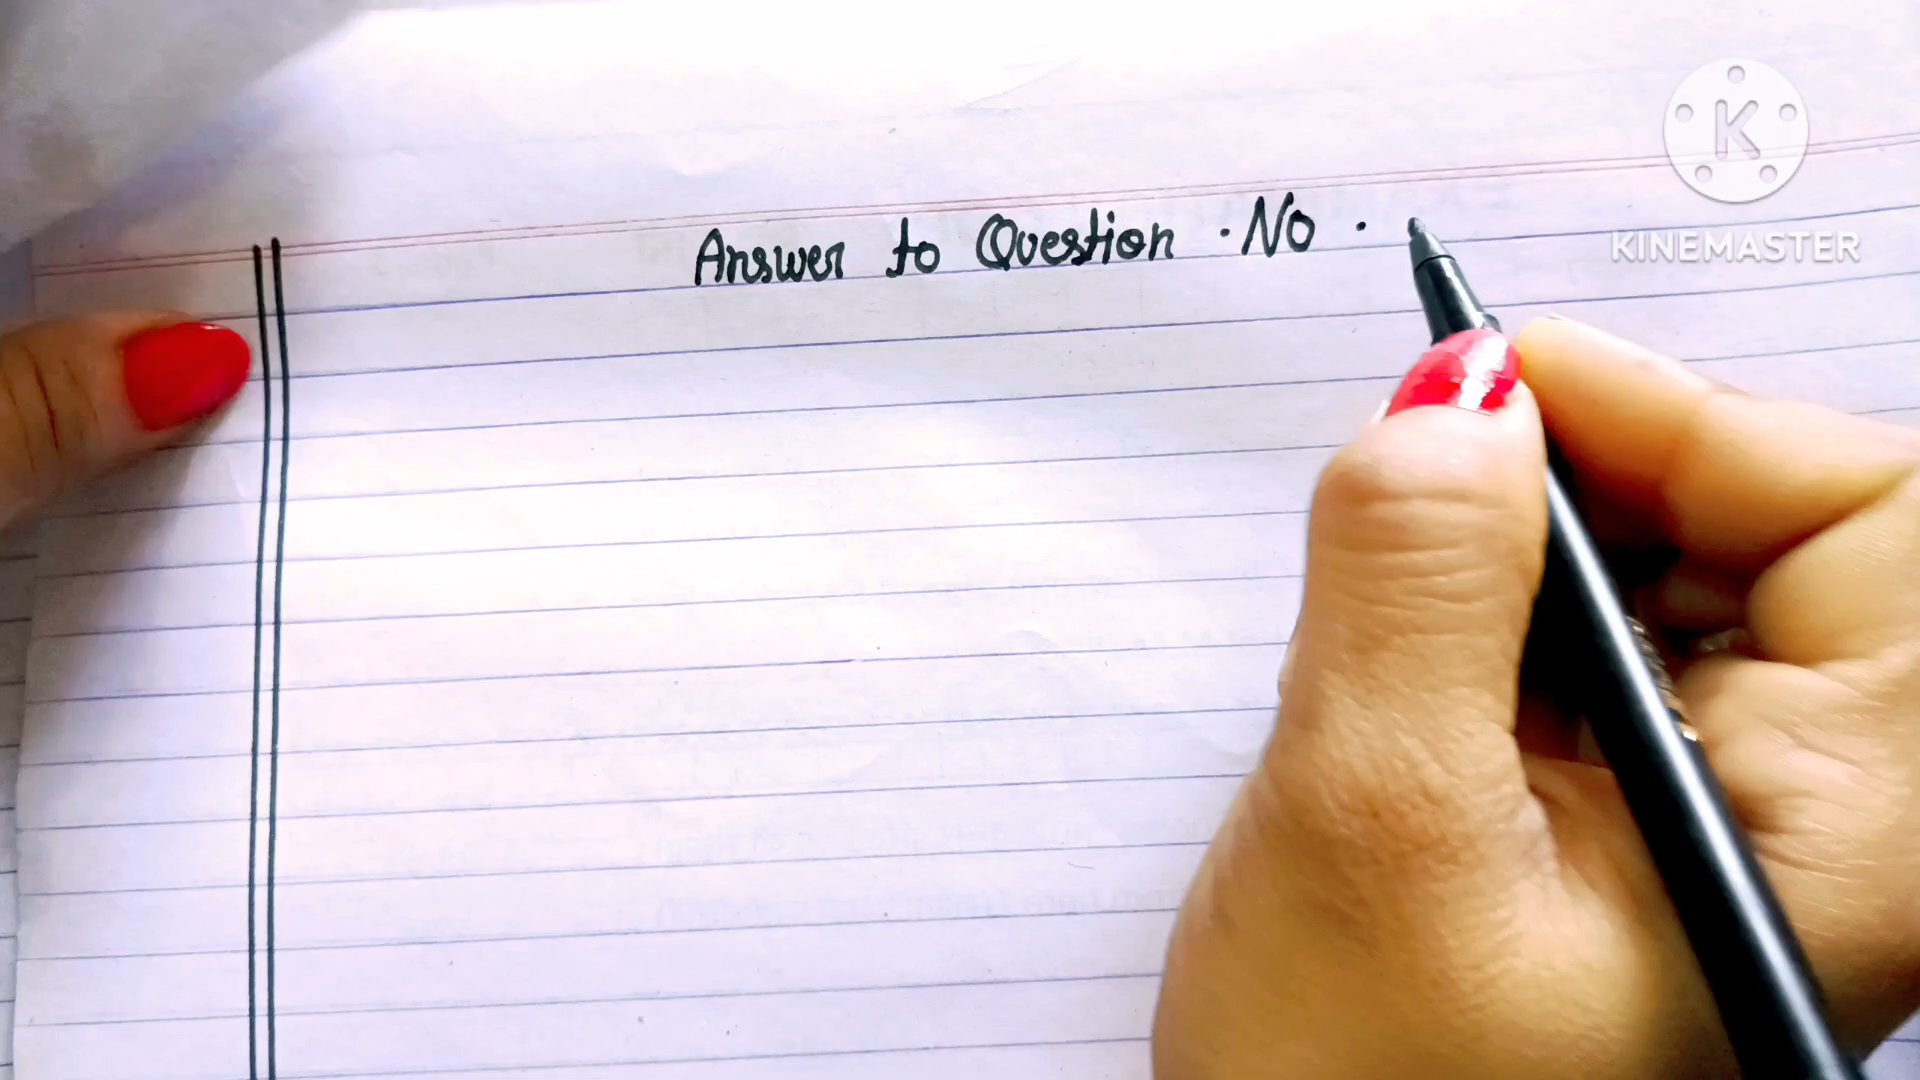 Answer to Question . No .
K
KINEMASTER